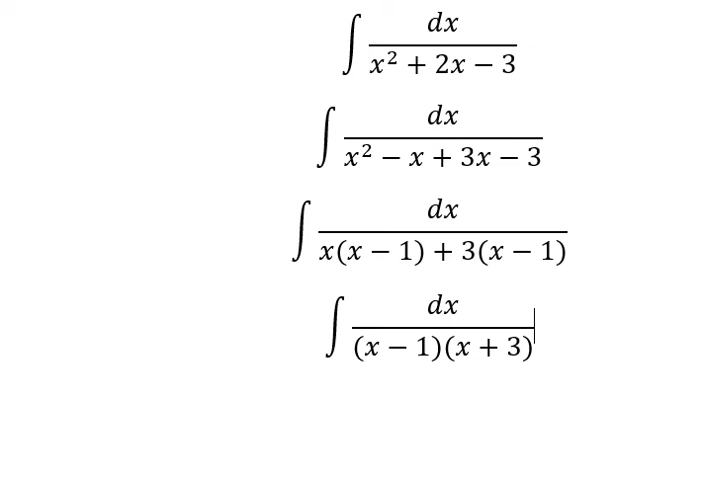 ∫ dx / (x² + 2x − 3)
∫ dx / (x² − x + 3x − 3)
∫ dx / (x(x − 1) + 3(x − 1))
∫ dx / ((x − 1)(x + 3))